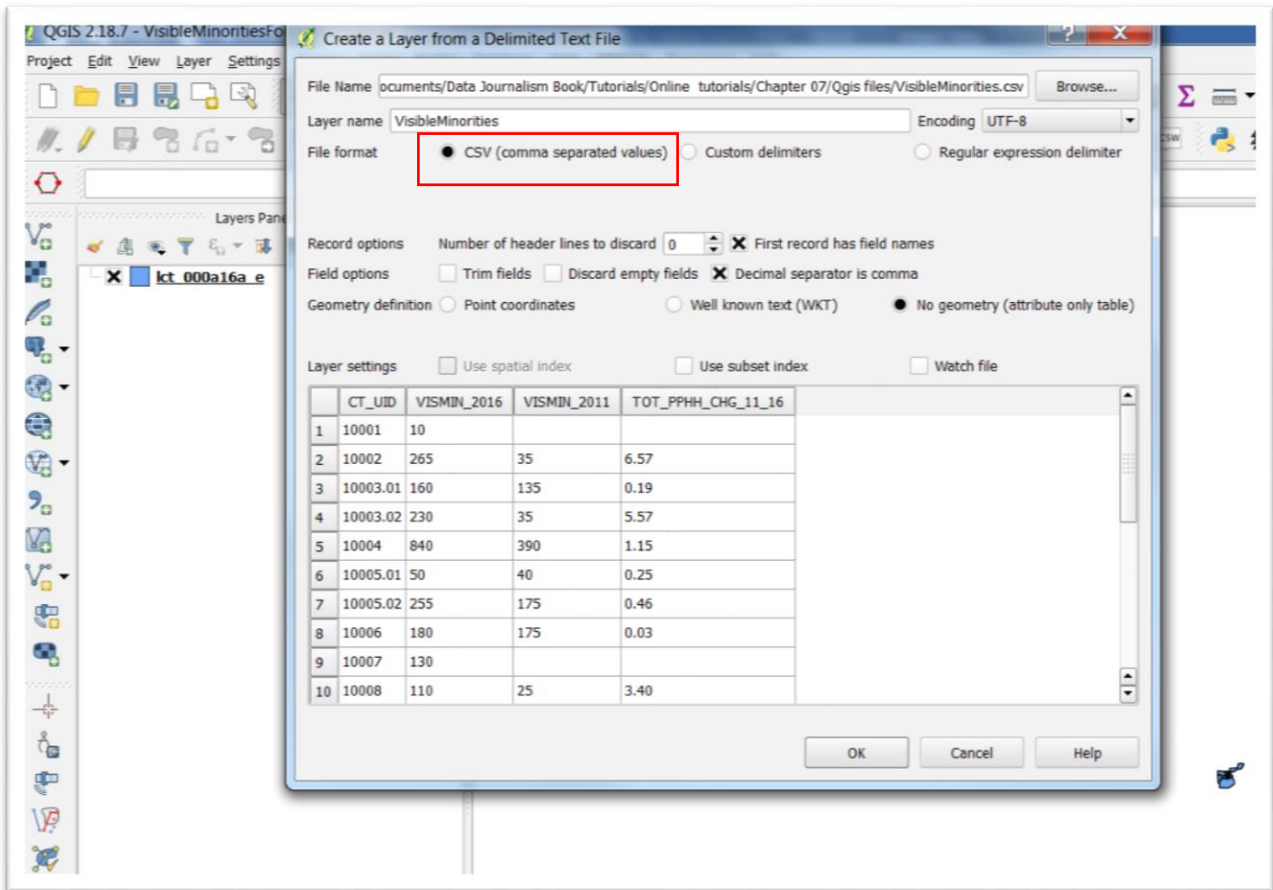 QGIS 2.18.7 - VisibleMinoritiesFo
Project Edit View Layer Settings
Layers Pane
kct_000a16a_e
Create a Layer from a Delimited Text File
File Name ocuments/Data Journalism Book/Tutorials/Online tutorials/Chapter 07/Qgis files/VisibleMinorities.csv Browse...
Layer name VisibleMinorities Encoding UTF-8
File format CSV (comma separated values) Custom delimiters Regular expression delimiter
Record options Number of header lines to discard 0 First record has field names
Field options Trim fields Discard empty fields Decimal separator is comma
Geometry definition Point coordinates Well known text (WKT) No geometry (attribute only table)
Layer settings Use spatial index Use subset index Watch file
CT_UID VISMIN_2016 VISMIN_2011 TOT_PPHH_CHG_11_16
1 10001 10
2 10002 265 35 6.57
3 10003.01 160 135 0.19
4 10003.02 230 35 5.57
5 10004 840 390 1.15
6 10005.01 50 40 0.25
7 10005.02 255 175 0.46
8 10006 180 175 0.03
9 10007 130
10 10008 110 25 3.40
OK Cancel Help
Σ
csw